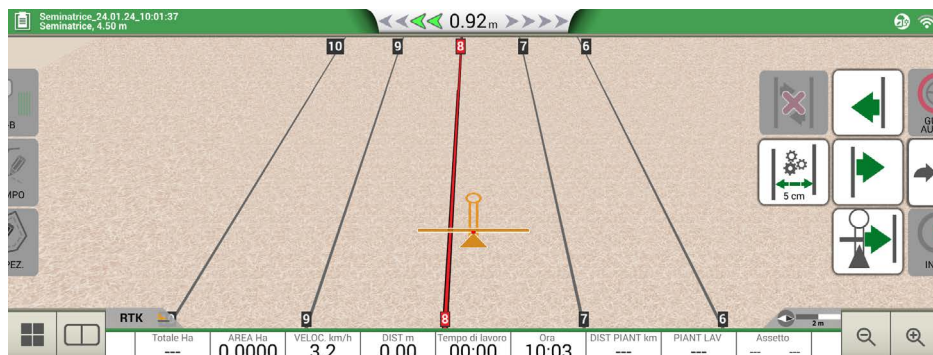 Seminatrice_24.01.24_10:01:37
Seminatrice, 4.50 m
0.92 m
10
9
8
7
6
5 cm
RTK
9
8
7
6
2 m
Totale Ha
---
AREA Ha
0.0000
VELOC. km/h
3.2
DIST m
0.00
Tempo di lavoro
00:00
Ora
10:03
DIST PIANT km
---
PIANT LAV
---
Assetto
--- ---